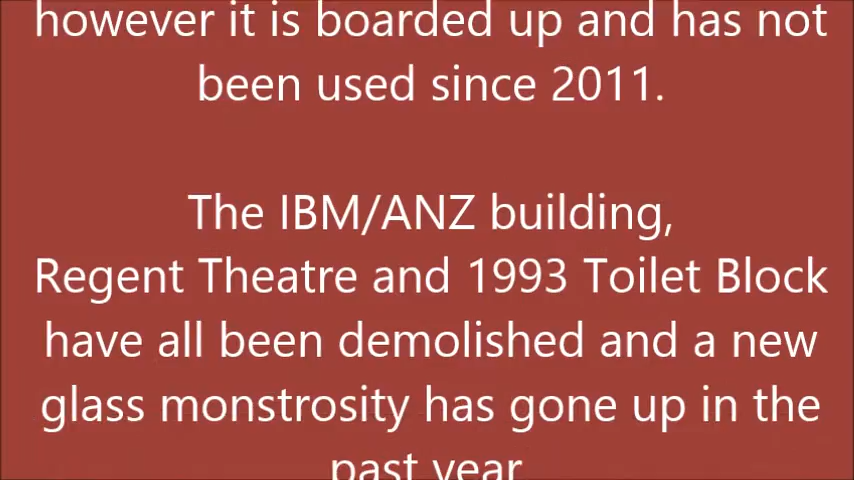 however it is boarded up and has not
been used since 2011.
The IBM/ANZ building,
Regent Theatre and 1993 Toilet Block
have all been demolished and a new
glass monstrosity has gone up in the
past year